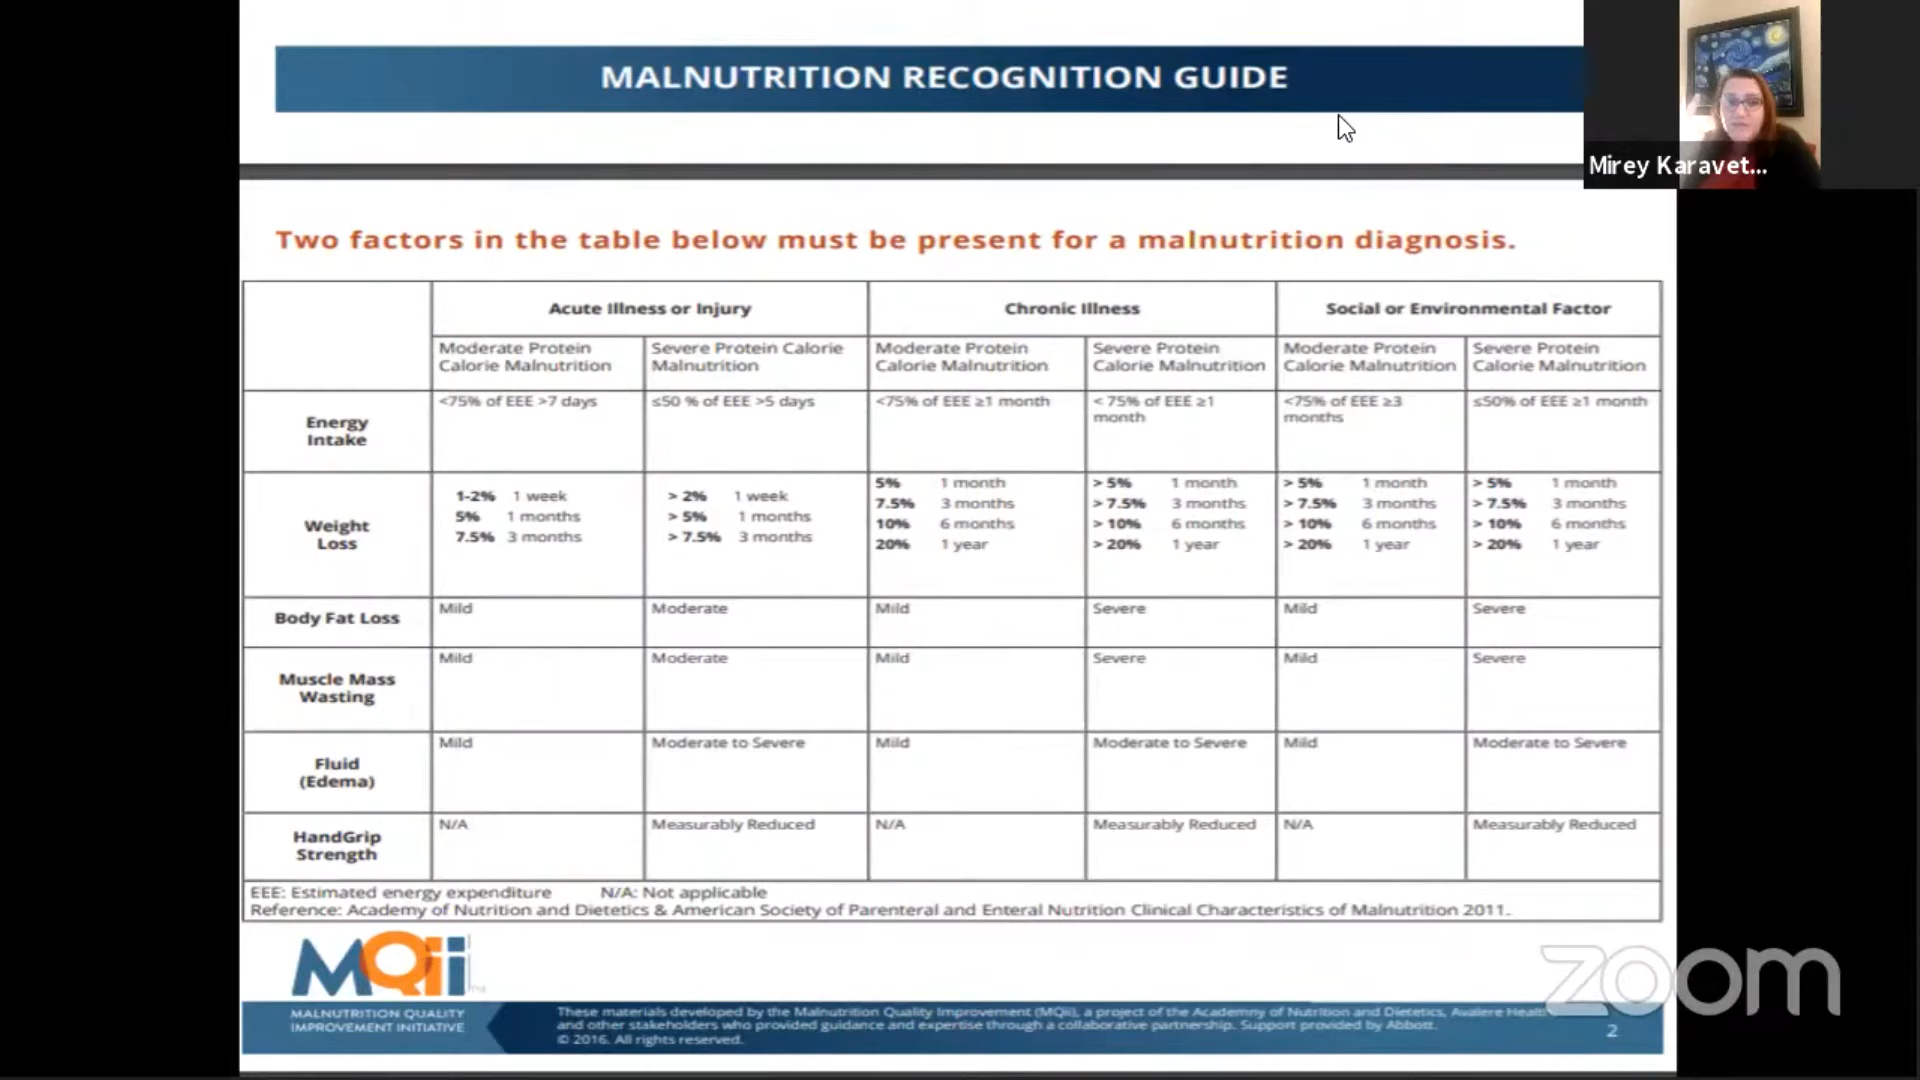 MALNUTRITION RECOGNITION GUIDE
Mirey Karavet...
Two factors in the table below must be present for a malnutrition diagnosis.
Acute Illness or Injury
Chronic Illness
Social or Environmental Factor
Moderate Protein
Calorie Malnutrition
Severe Protein Calorie
Malnutrition
Moderate Protein
Calorie Malnutrition
Severe Protein
Calorie Malnutrition
Moderate Protein
Calorie Malnutrition
Severe Protein
Calorie Malnutrition
Energy
Intake
<75% of EEE >7 days
≤50 % of EEE >5 days
<75% of EEE ≥1 month
< 75% of EEE ≥1
month
<75% of EEE ≥3
months
≤50% of EEE ≥1 month
Weight
Loss
1-2% 1 week
5% 1 months
7.5% 3 months
> 2% 1 week
> 5% 1 months
> 7.5% 3 months
5% 1 month
7.5% 3 months
10% 6 months
20% 1 year
> 5% 1 month
> 7.5% 3 months
> 10% 6 months
> 20% 1 year
> 5% 1 month
> 7.5% 3 months
> 10% 6 months
> 20% 1 year
> 5% 1 month
> 7.5% 3 months
> 10% 6 months
> 20% 1 year
Body Fat Loss
Mild
Moderate
Mild
Severe
Mild
Severe
Muscle Mass
Wasting
Mild
Moderate
Mild
Severe
Mild
Severe
Fluid
(Edema)
Mild
Moderate to Severe
Mild
Moderate to Severe
Mild
Moderate to Severe
HandGrip
Strength
N/A
Measurably Reduced
N/A
Measurably Reduced
N/A
Measurably Reduced
EEE: Estimated energy expenditure N/A: Not applicable
Reference: Academy of Nutrition and Dietetics & American Society of Parenteral and Enteral Nutrition Clinical Characteristics of Malnutrition 2011.
MQii
TM
MALNUTRITION QUALITY
IMPROVEMENT INITIATIVE
These materials developed by the Malnutrition Quality Improvement (MQii), a project of the Academny of Nutrition and Dietetics, Avalere Health
and other stakeholders who provided guidance and expertise through a collaborative partnership. Support provided by Abbott.
© 2016. All rights reserved.
2
zoom